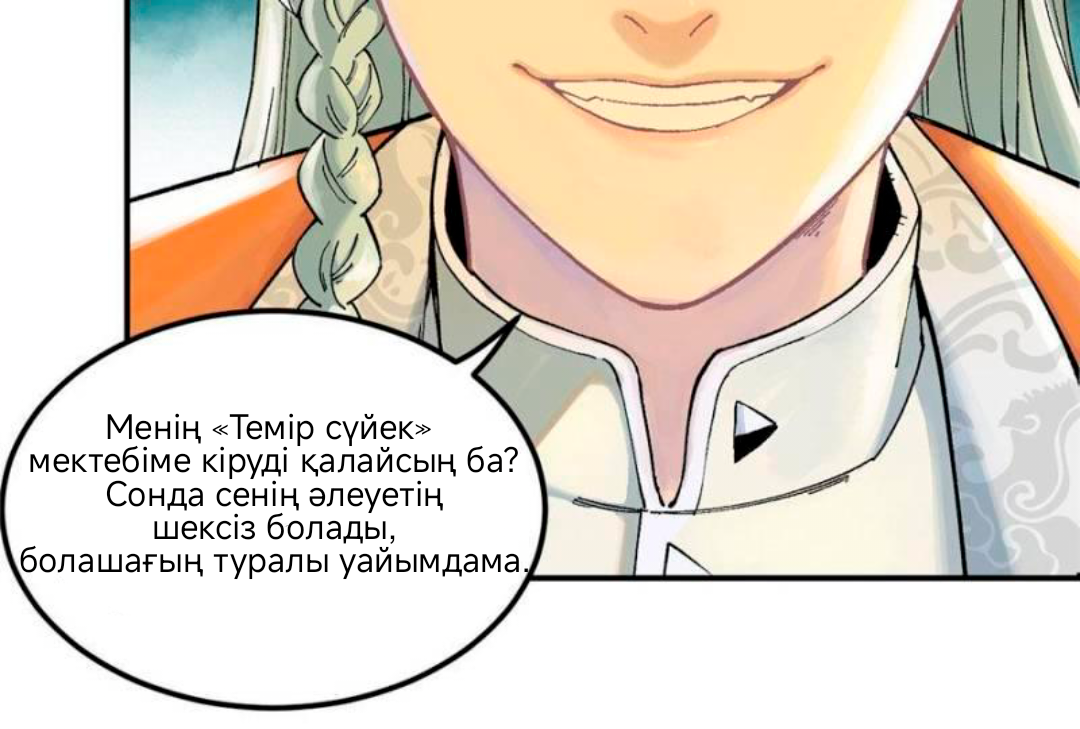 Менің «Темір сүйек»
мектебіме кіруді қалайсың ба?
Сонда сенің әлеуетің
шексіз болады,
болашағың туралы уайымдама.